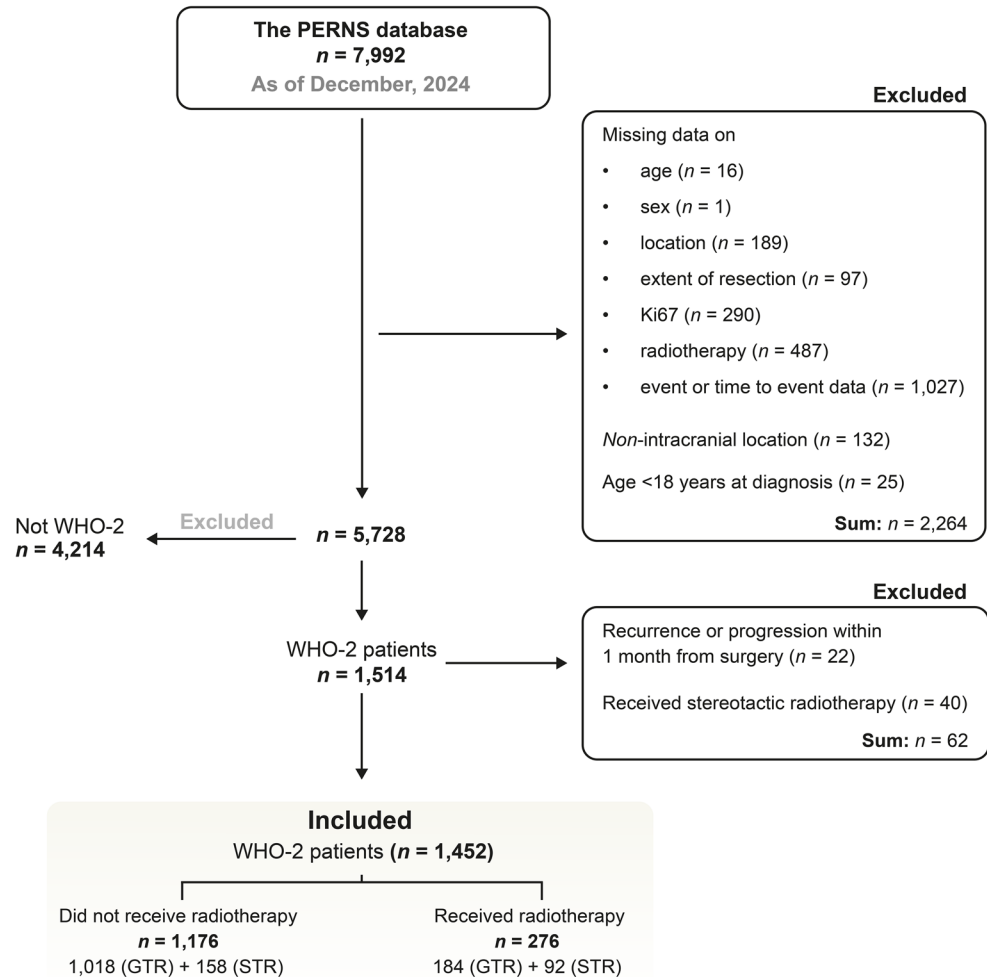 The PERNS database
n = 7,992
As of December, 2024
Excluded
Missing data on
• age (n = 16)
• sex (n = 1)
• location (n = 189)
• extent of resection (n = 97)
• Ki67 (n = 290)
• radiotherapy (n = 487)
• event or time to event data (n = 1,027)
Non-intracranial location (n = 132)
Age <18 years at diagnosis (n = 25)
Sum: n = 2,264
Not WHO-2
n = 4,214
Excluded
n = 5,728
Excluded
WHO-2 patients
n = 1,514
Recurrence or progression within
1 month from surgery (n = 22)
Received stereotactic radiotherapy (n = 40)
Sum: n = 62
Included
WHO-2 patients (n = 1,452)
Did not receive radiotherapy
n = 1,176
1,018 (GTR) + 158 (STR)
Received radiotherapy
n = 276
184 (GTR) + 92 (STR)